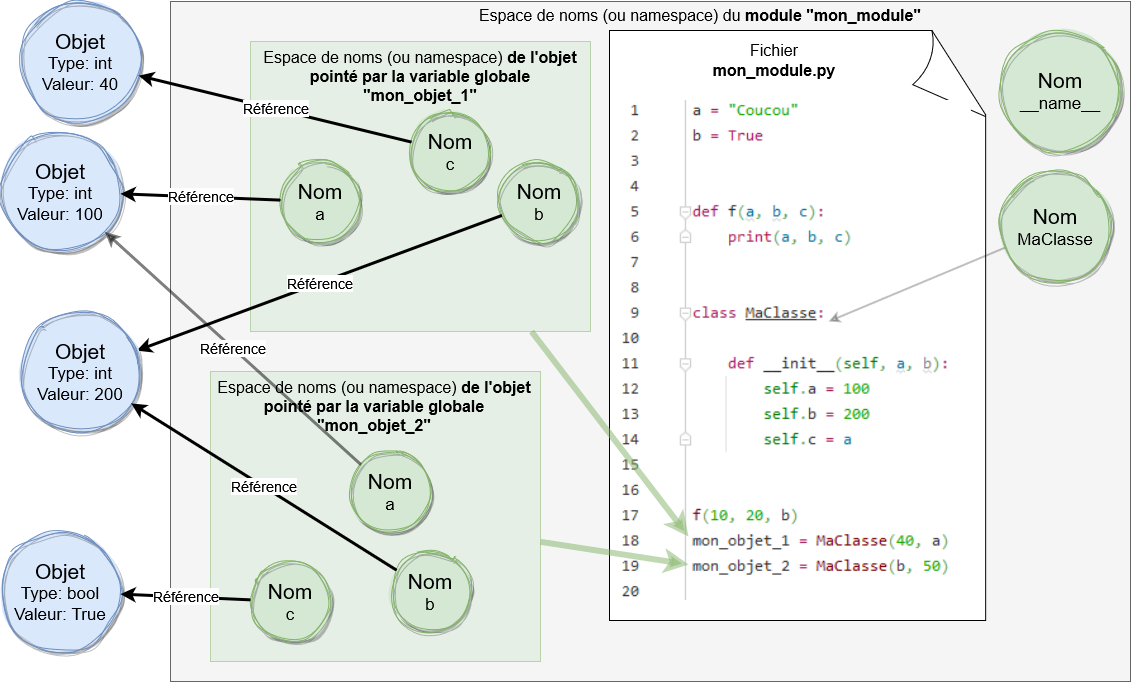 Espace de noms (ou namespace) du module "mon_module"
Objet
Type: int
Valeur: 40
Objet
Type: int
Valeur: 100
Objet
Type: int
Valeur: 200
Objet
Type: bool
Valeur: True
Espace de noms (ou namespace) de l'objet
pointé par la variable globale
"mon_objet_1"
Référence
Nom
c
Référence
Nom
a
Nom
b
Référence
Référence
Espace de noms (ou namespace) de l'objet
pointé par la variable globale
"mon_objet_2"
Nom
a
Référence
Nom
b
Référence
Nom
c
Fichier
mon_module.py
1 a = "Coucou"
2 b = True
3
4
5 def f(a, b, c):
6 print(a, b, c)
7
8
9 class MaClasse:
10
11 def __init__(self, a, b):
12 self.a = 100
13 self.b = 200
14 self.c = a
15
16
17 f(10, 20, b)
18 mon_objet_1 = MaClasse(40, a)
19 mon_objet_2 = MaClasse(b, 50)
20
Nom
__name__
Nom
MaClasse